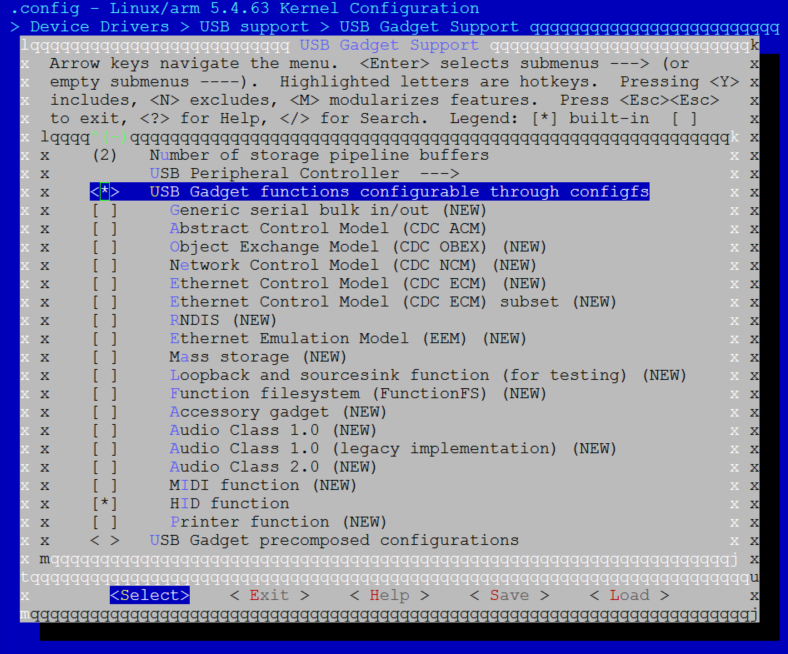 .config - Linux/arm 5.4.63 Kernel Configuration
> Device Drivers > USB support > USB Gadget Support qqqqqqqqqqqqqqqqqqqqqqqqq
lqqqqqqqqqqqqqqqqqqqqqqqqqq USB Gadget Support qqqqqqqqqqqqqqqqqqqqqqqqqqk
x  Arrow keys navigate the menu.  <Enter> selects submenus ---> (or      x
x  empty submenus ----).  Highlighted letters are hotkeys.  Pressing <Y> x
x  includes, <N> excludes, <M> modularizes features.  Press <Esc><Esc>   x
x  to exit, <?> for Help, </> for Search.  Legend: [*] built-in  [ ]     x
x lqqqq^(-)qqqqqqqqqqqqqqqqqqqqqqqqqqqqqqqqqqqqqqqqqqqqqqqqqqqqqqqqqqqqk x
x x    (2)   Number of storage pipeline buffers                        x x
x x          USB Peripheral Controller  --->                           x x
x x    <*>   USB Gadget functions configurable through configfs        x x
x x    [ ]     Generic serial bulk in/out (NEW)                        x x
x x    [ ]     Abstract Control Model (CDC ACM)                        x x
x x    [ ]     Object Exchange Model (CDC OBEX) (NEW)                  x x
x x    [ ]     Network Control Model (CDC NCM) (NEW)                   x x
x x    [ ]     Ethernet Control Model (CDC ECM) (NEW)                  x x
x x    [ ]     Ethernet Control Model (CDC ECM) subset (NEW)           x x
x x    [ ]     RNDIS (NEW)                                             x x
x x    [ ]     Ethernet Emulation Model (EEM) (NEW)                    x x
x x    [ ]     Mass storage (NEW)                                      x x
x x    [ ]     Loopback and sourcesink function (for testing) (NEW)    x x
x x    [ ]     Function filesystem (FunctionFS) (NEW)                  x x
x x    [ ]     Accessory gadget (NEW)                                  x x
x x    [ ]     Audio Class 1.0 (NEW)                                   x x
x x    [ ]     Audio Class 1.0 (legacy implementation) (NEW)           x x
x x    [ ]     Audio Class 2.0 (NEW)                                   x x
x x    [ ]     MIDI function (NEW)                                     x x
x x    [*]     HID function                                            x x
x x    [ ]     Printer function (NEW)                                  x x
x x    < >   USB Gadget precomposed configurations                     x x
x mqqqqqqqqqqqqqqqqqqqqqqqqqqqqqqqqqqqqqqqqqqqqqqqqqqqqqqqqqqqqqqqqqqqqj x
tqqqqqqqqqqqqqqqqqqqqqqqqqqqqqqqqqqqqqqqqqqqqqqqqqqqqqqqqqqqqqqqqqqqqqqqqu
x        <Select>    < Exit >    < Help >    < Save >    < Load >        x
mqqqqqqqqqqqqqqqqqqqqqqqqqqqqqqqqqqqqqqqqqqqqqqqqqqqqqqqqqqqqqqqqqqqqqqqqj